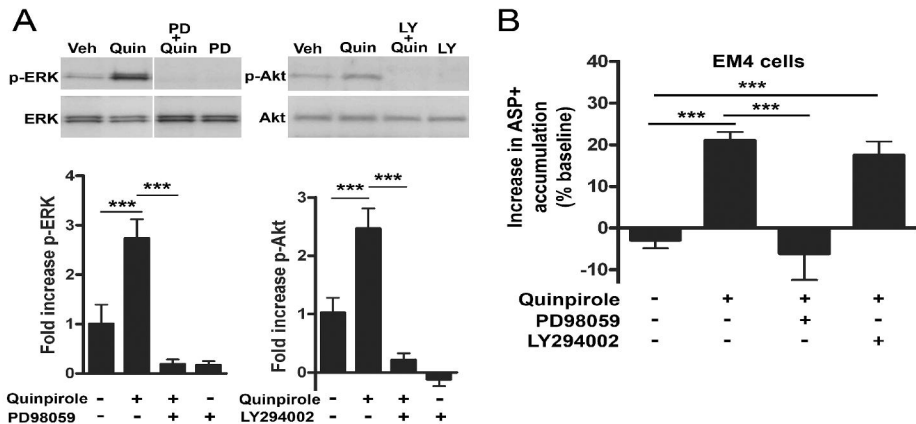 A
PD
+
Veh Quin Quin PD
p-ERK
ERK
LY
+
Veh Quin Quin LY
p-Akt
Akt
Fold increase p-ERK
4
3
2
1
0
*** ***
Quinpirole - + + -
PD98059 - - + +
Fold increase p-Akt
3
2
1
0
*** ***
Quinpirole - + + -
LY294002 - - + +
B
EM4 cells
Increase in ASP+
accumulation
(% baseline)
40
30
20
10
0
-10
***
*** ***
Quinpirole - + + +
PD98059 - - + -
LY294002 - - - +